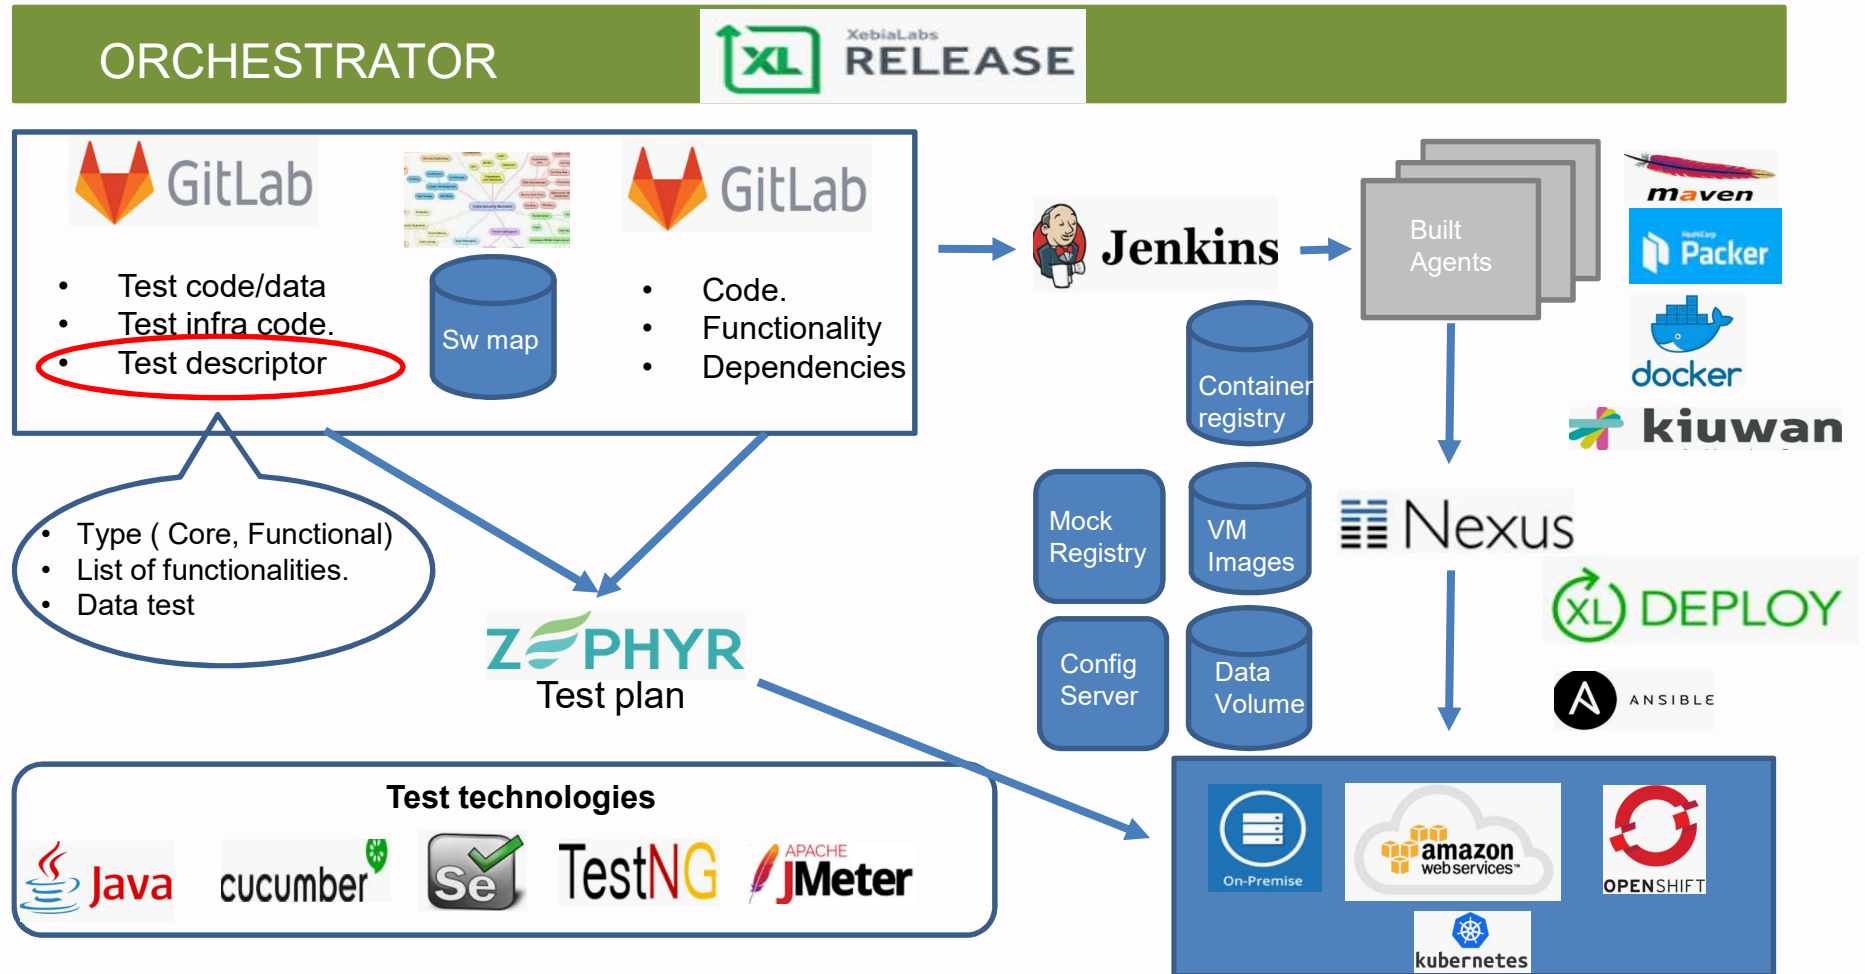 ORCHESTRATOR
XebiaLabs
XL RELEASE
GitLab
GitLab
• Test code/data
• Test infra code.
• Test descriptor
Sw map
• Code.
• Functionality
• Dependencies
Jenkins
Built
Agents
maven
HashiCorp
Packer
docker
kiuwan
Container
registry
Mock
Registry
VM
Images
Nexus
Config
Server
Data
Volume
XL DEPLOY
A ANSIBLE
• Type ( Core, Functional)
• List of functionalities.
• Data test
ZEPHYR
Test plan
Test technologies
Java
cucumber
Se
TestNG
APACHE
JMeter
On-Premise
amazon
webservices™
OPENSHIFT
kubernetes